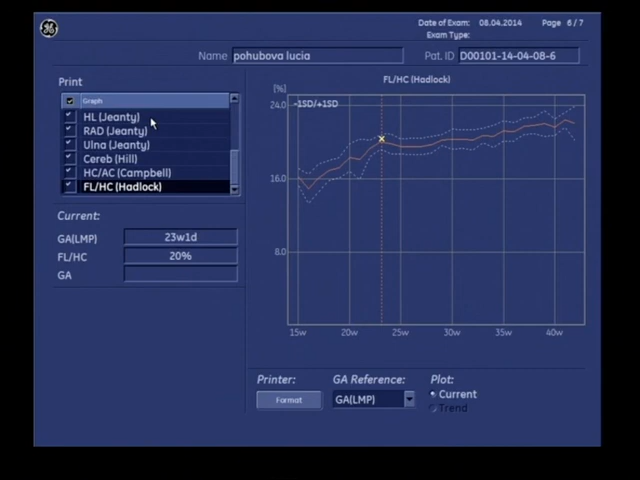 GE
Date of Exam: 08.04.2014 Page 6 / 7
Exam Type:
Name pohubova lucia Pat. ID D00101-14-04-08-6
Print
Graph
HL (Jeanty)
RAD (Jeanty)
Ulna (Jeanty)
Cereb (Hill)
HC/AC (Campbell)
FL/HC (Hadlock)
Current:
GA(LMP) 23w1d
FL/HC 20%
GA
FL/HC (Hadlock)
[%]
24.0
-1SD/+1SD
16.0
8.0
15w 20w 25w 30w 35w 40w
Printer: GA Reference: Plot:
Format GA(LMP) Current
Trend